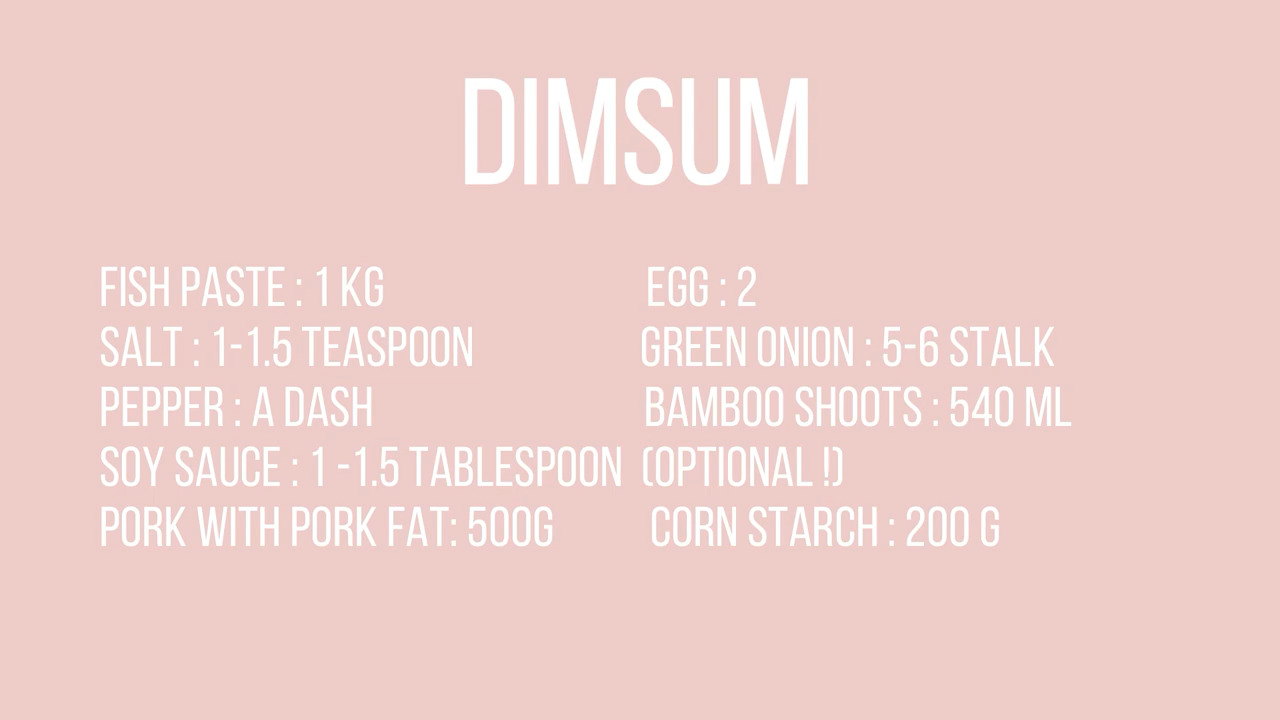 DIMSUM
FISH PASTE : 1 KG
SALT : 1-1.5 TEASPOON
PEPPER : A DASH
SOY SAUCE : 1 -1.5 TABLESPOON
PORK WITH PORK FAT: 500G
EGG : 2
GREEN ONION : 5-6 STALK
BAMBOO SHOOTS : 540 ML
(OPTIONAL !)
CORN STARCH : 200 G